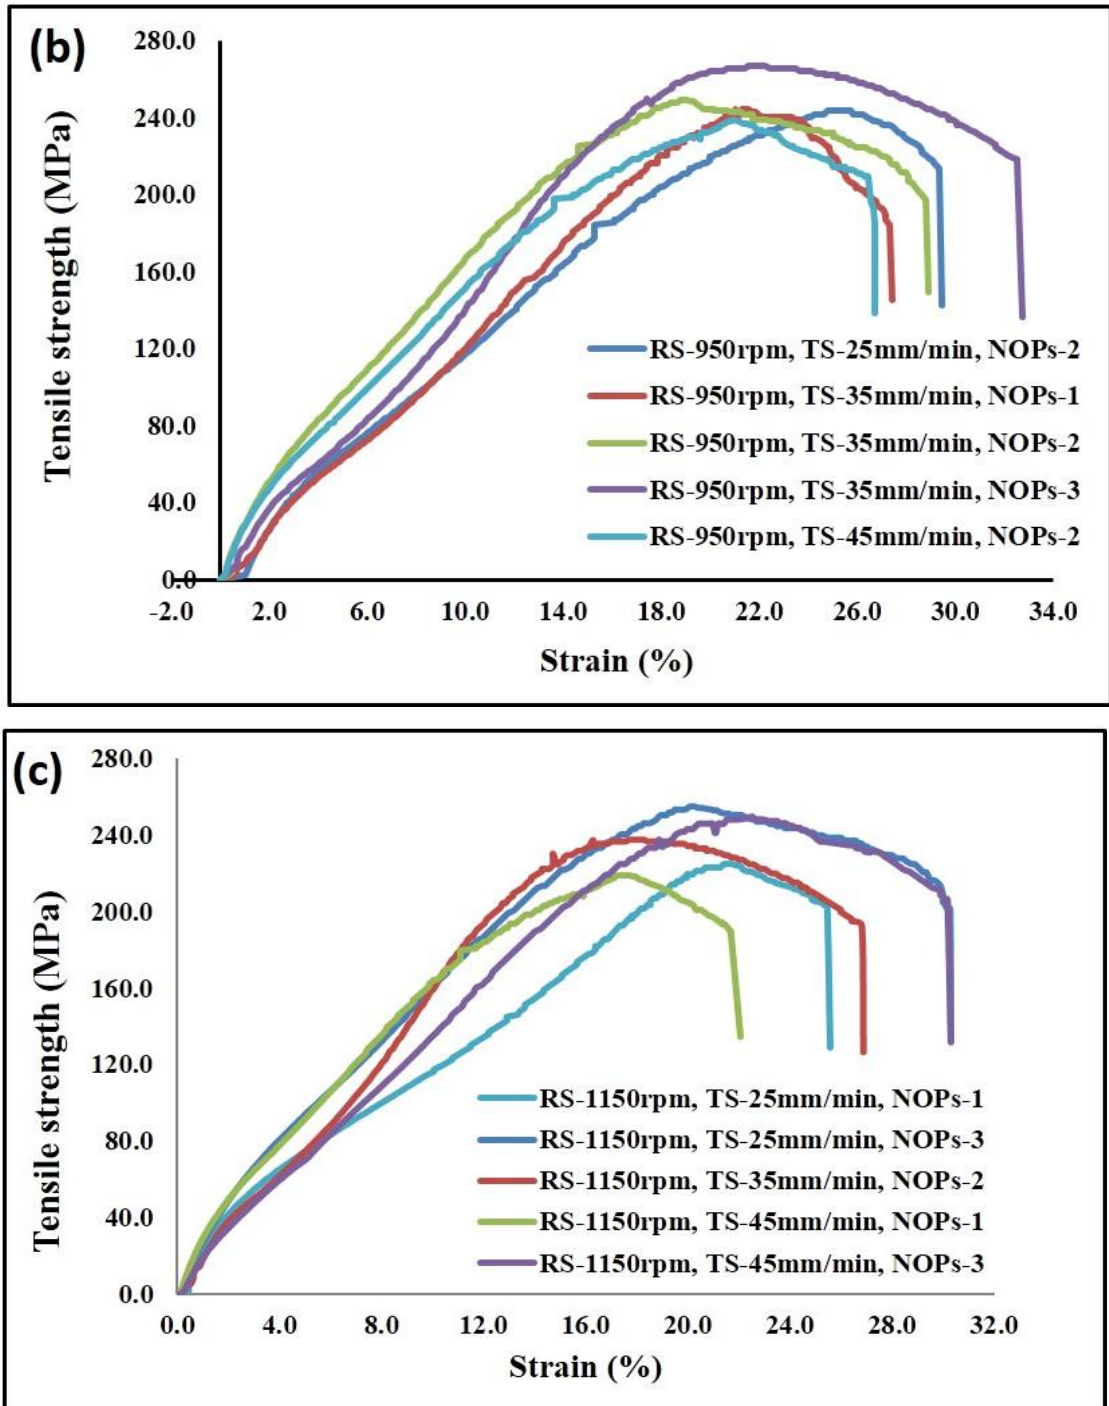 (b)
280.0
240.0
200.0
160.0
120.0
80.0
40.0
0.0
Tensile strength (MPa)
RS-950rpm, TS-25mm/min, NOPs-2
RS-950rpm, TS-35mm/min, NOPs-1
RS-950rpm, TS-35mm/min, NOPs-2
RS-950rpm, TS-35mm/min, NOPs-3
RS-950rpm, TS-45mm/min, NOPs-2
-2.0 2.0 6.0 10.0 14.0 18.0 22.0 26.0 30.0 34.0
Strain (%)
(c)
280.0
240.0
200.0
160.0
120.0
80.0
40.0
0.0
Tensile strength (MPa)
RS-1150rpm, TS-25mm/min, NOPs-1
RS-1150rpm, TS-25mm/min, NOPs-3
RS-1150rpm, TS-35mm/min, NOPs-2
RS-1150rpm, TS-45mm/min, NOPs-1
RS-1150rpm, TS-45mm/min, NOPs-3
0.0 4.0 8.0 12.0 16.0 20.0 24.0 28.0 32.0
Strain (%)